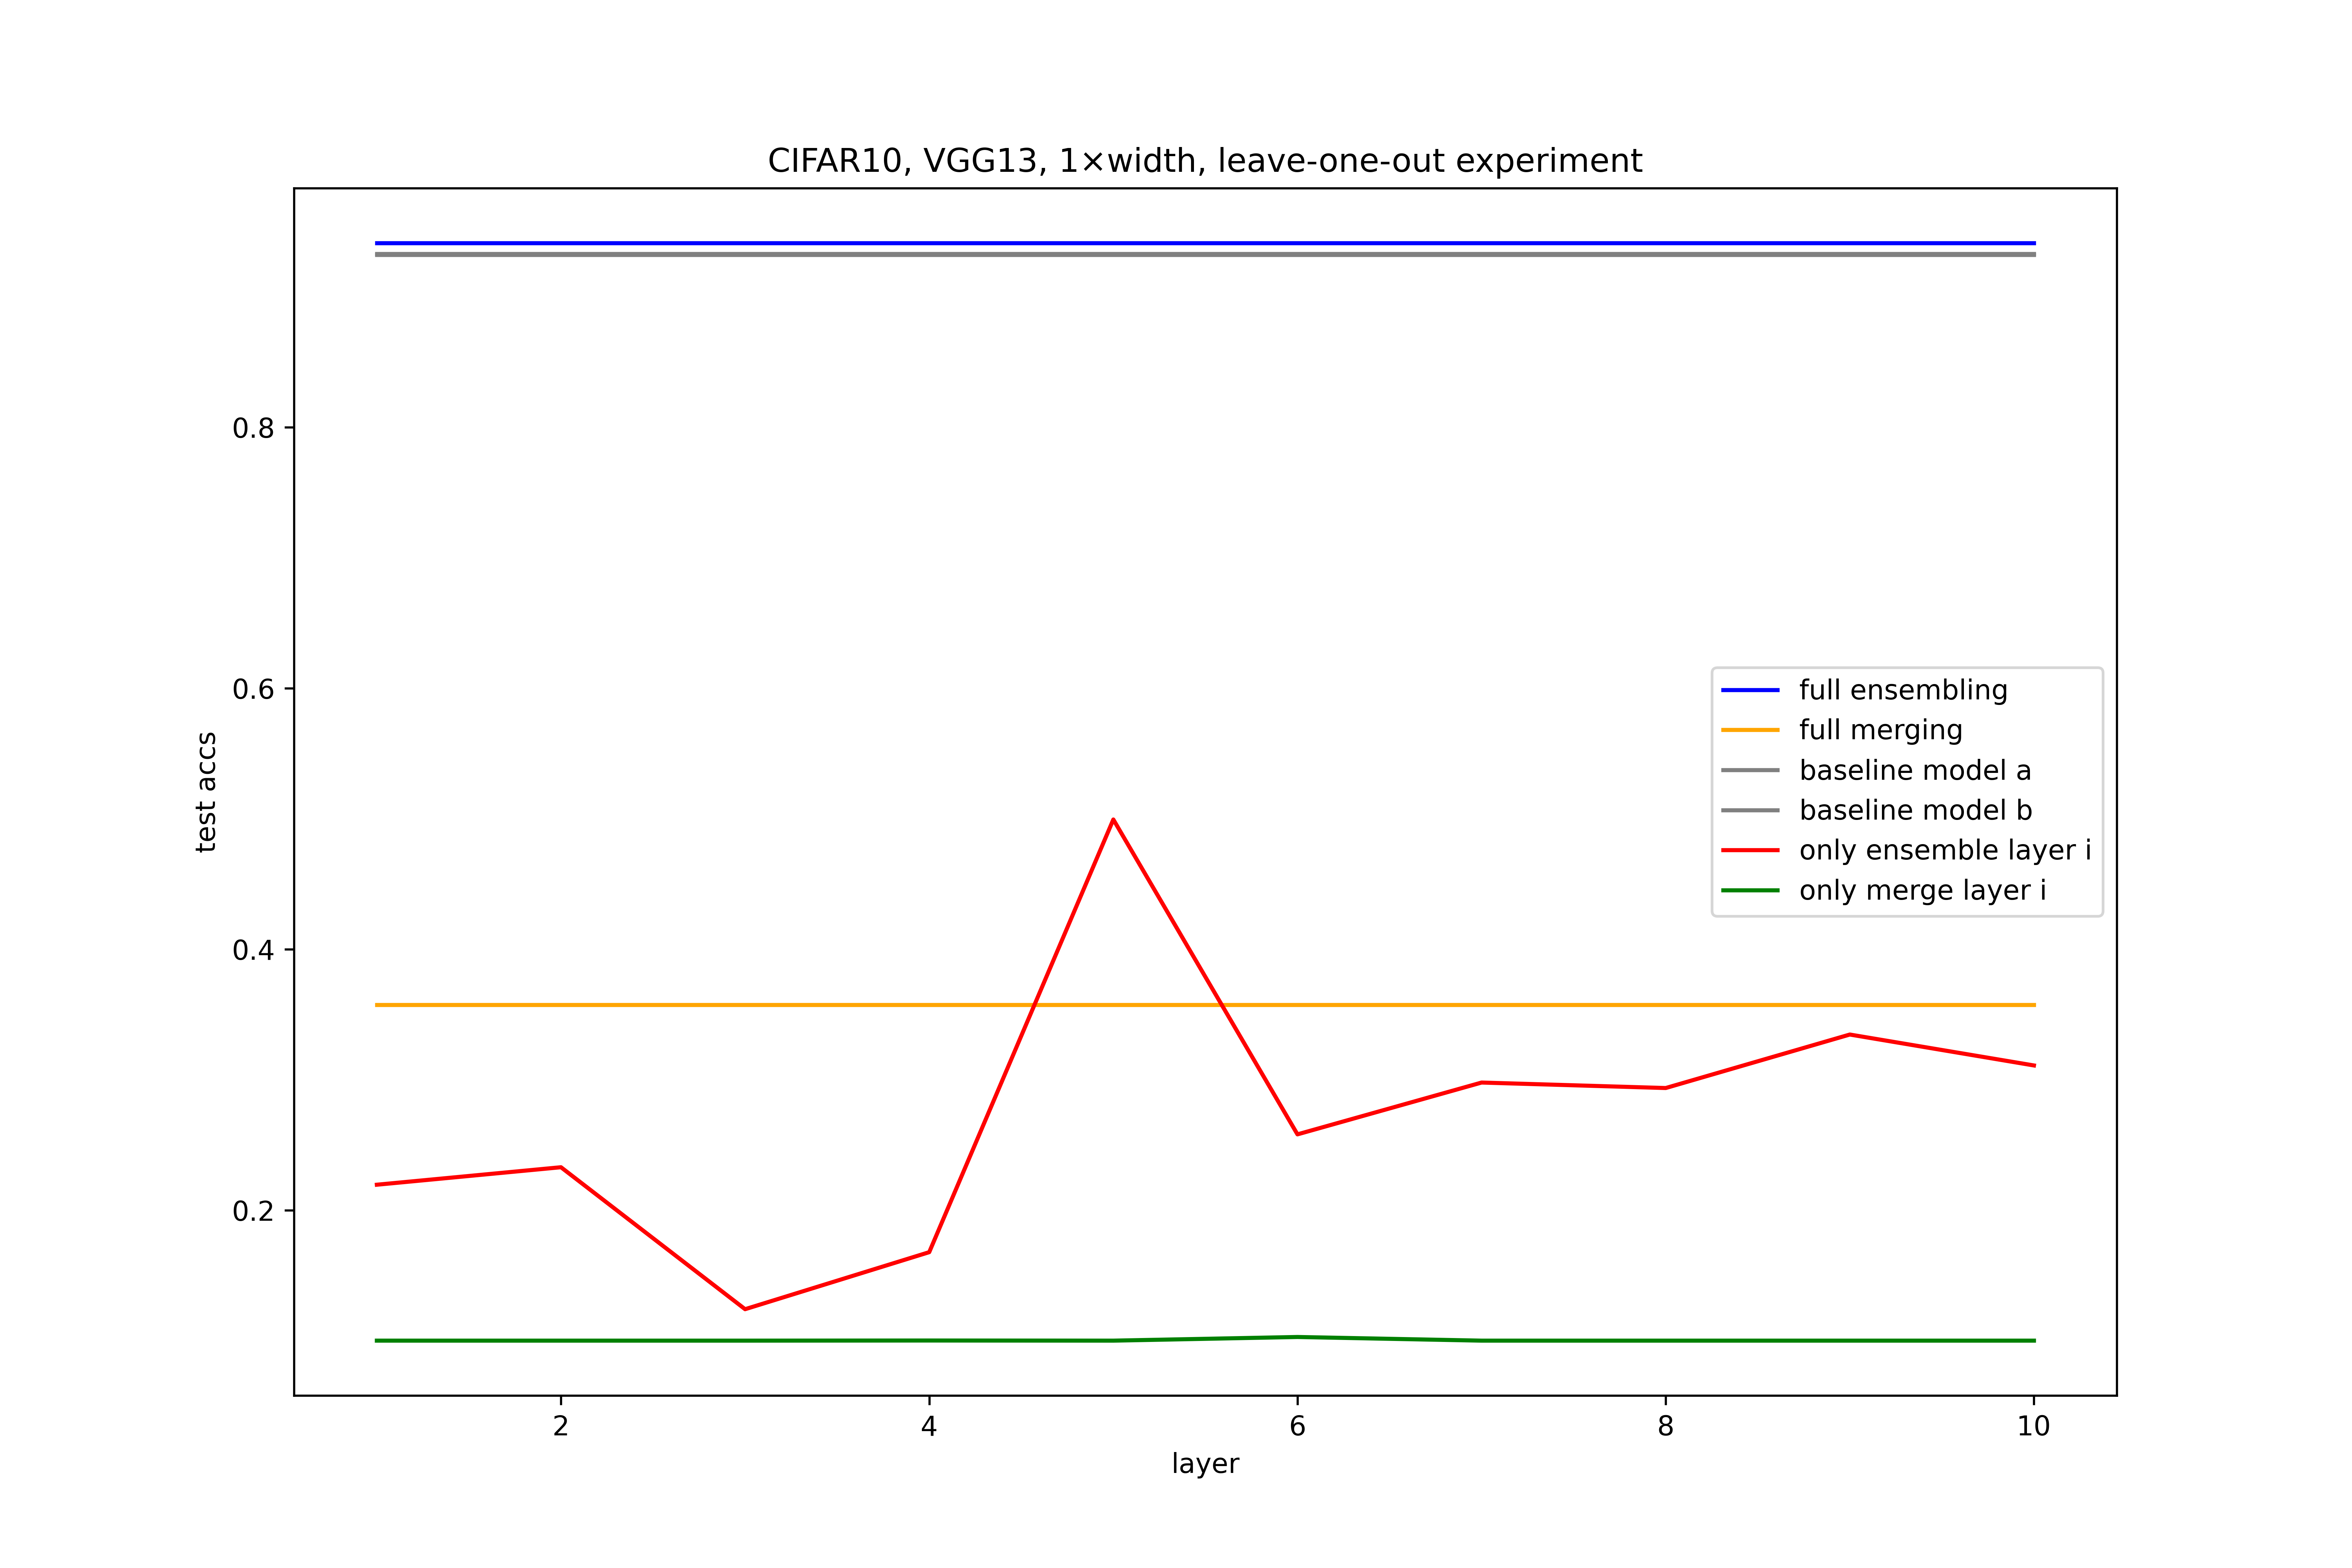 CIFAR10, VGG13, 1×width, leave-one-out experiment
0.8
0.6
0.4
0.2
test accs
full ensembling
full merging
baseline model a
baseline model b
only ensemble layer i
only merge layer i
2
4
6
8
10
layer